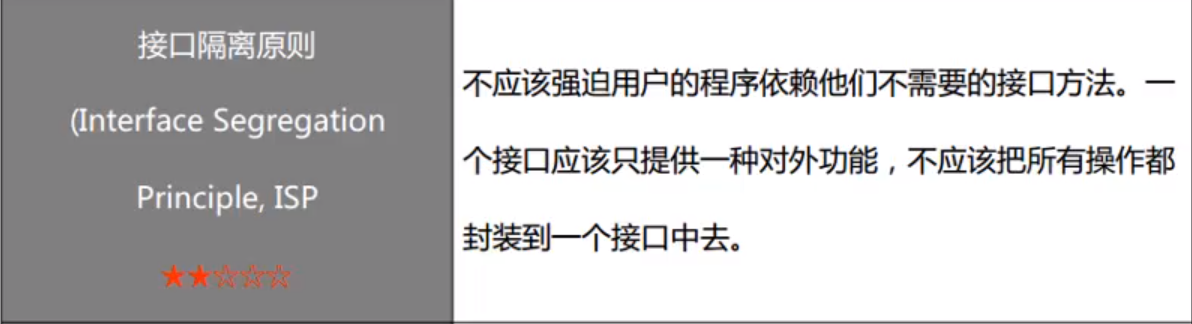 接口隔离原则
(Interface Segregation
Principle, ISP
★★☆☆☆
不应该强迫用户的程序依赖他们不需要的接口方法。一
个接口应该只提供一种对外功能，不应该把所有操作都
封装到一个接口中去。